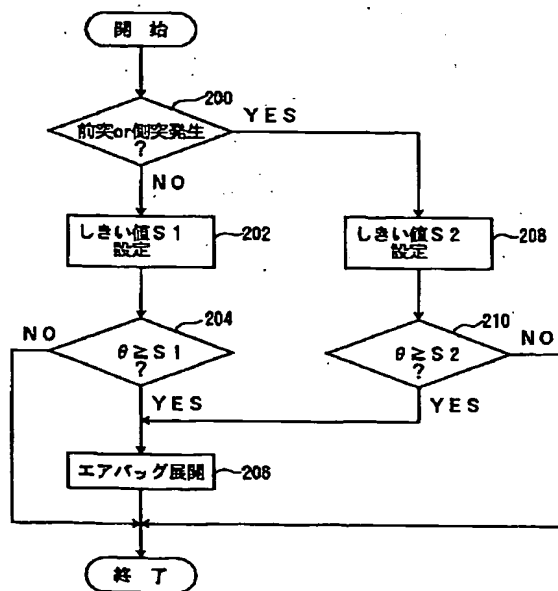 開 始
200
前突or側突発生
?
YES
NO
しきい値S1
設定
202
しきい値S2
設定
208
204
θ≧S1
?
NO
YES
210
θ≧S2
?
NO
YES
エアバッグ展開
206
終 了